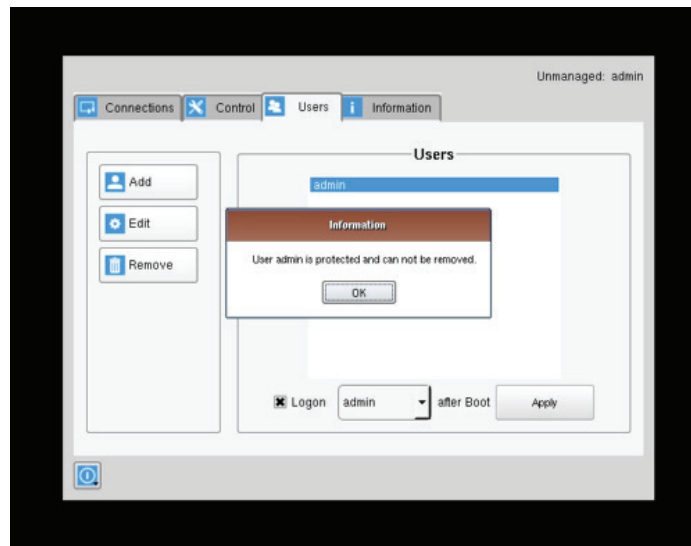 Unmanaged: admin
Connections Control Users Information
Users
Add
Edit
Remove
admin
Information
User admin is protected and can not be removed.
OK
Logon admin after Boot Apply